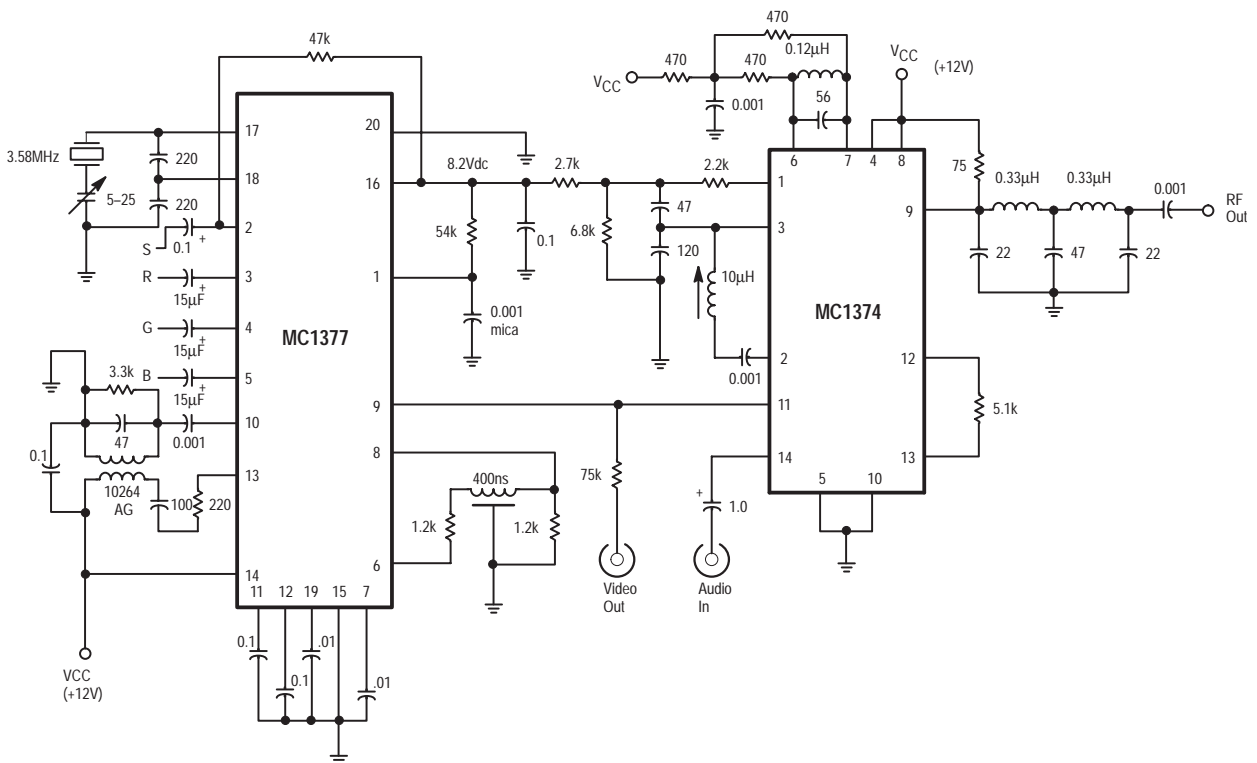 47k
470
470
470
0.12µH
VCC
VCC
(+12V)
0.001
56
17
20
3.58MHz
220
18
5–25
220
S
0.1
+
2
8.2Vdc
16
2.7k
2.2k
6
7
4
8
1
75
0.33µH
0.33µH
0.001
RF
Out
9
54k
0.1
6.8k
47
3
120
22
47
22
R
+
3
15µF
1
10µH
0.001
mica
MC1377
MC1374
G
+
4
15µF
2
0.001
12
3.3k
B
+
5
15µF
9
11
5.1k
47
0.001
10
0.1
8
14
13
13
10264
AG
100
220
400ns
75k
+
1.0
5
10
1.2k
1.2k
6
14
11
12
19
15
7
Video
Out
Audio
In
0.1
.01
0.1
.01
VCC
(+12V)